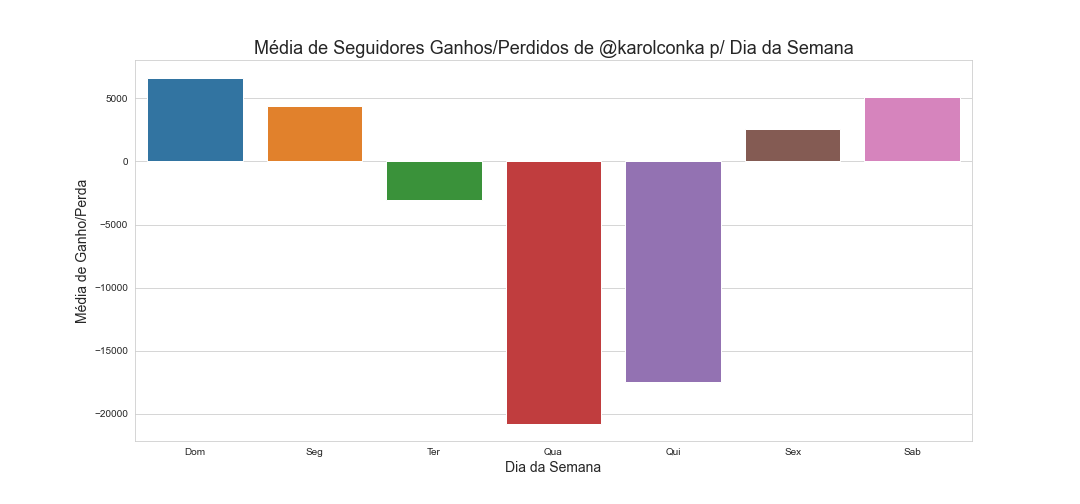 Média de Seguidores Ganhos/Perdidos de @karolconka p/ Dia da Semana
Média de Ganho/Perda
5000
0
−5000
−10000
−15000
−20000
Dom Seg Ter Qua Qui Sex Sab
Dia da Semana